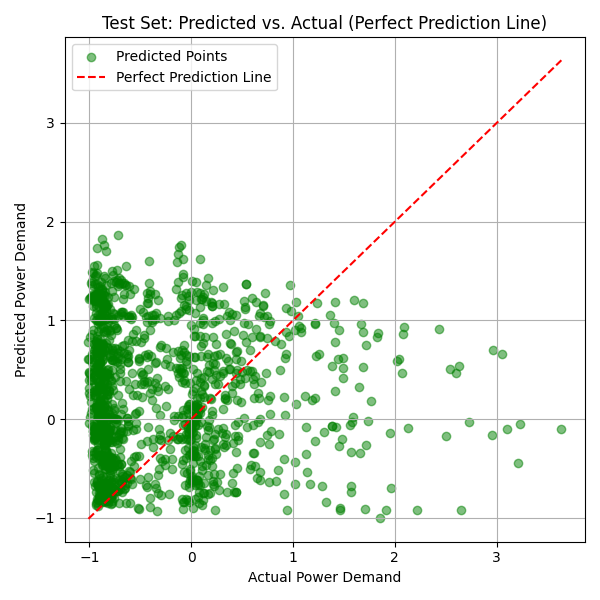 Test Set: Predicted vs. Actual (Perfect Prediction Line)
Predicted Points
Perfect Prediction Line
3
2
1
0
−1
Predicted Power Demand
−1 0 1 2 3
Actual Power Demand